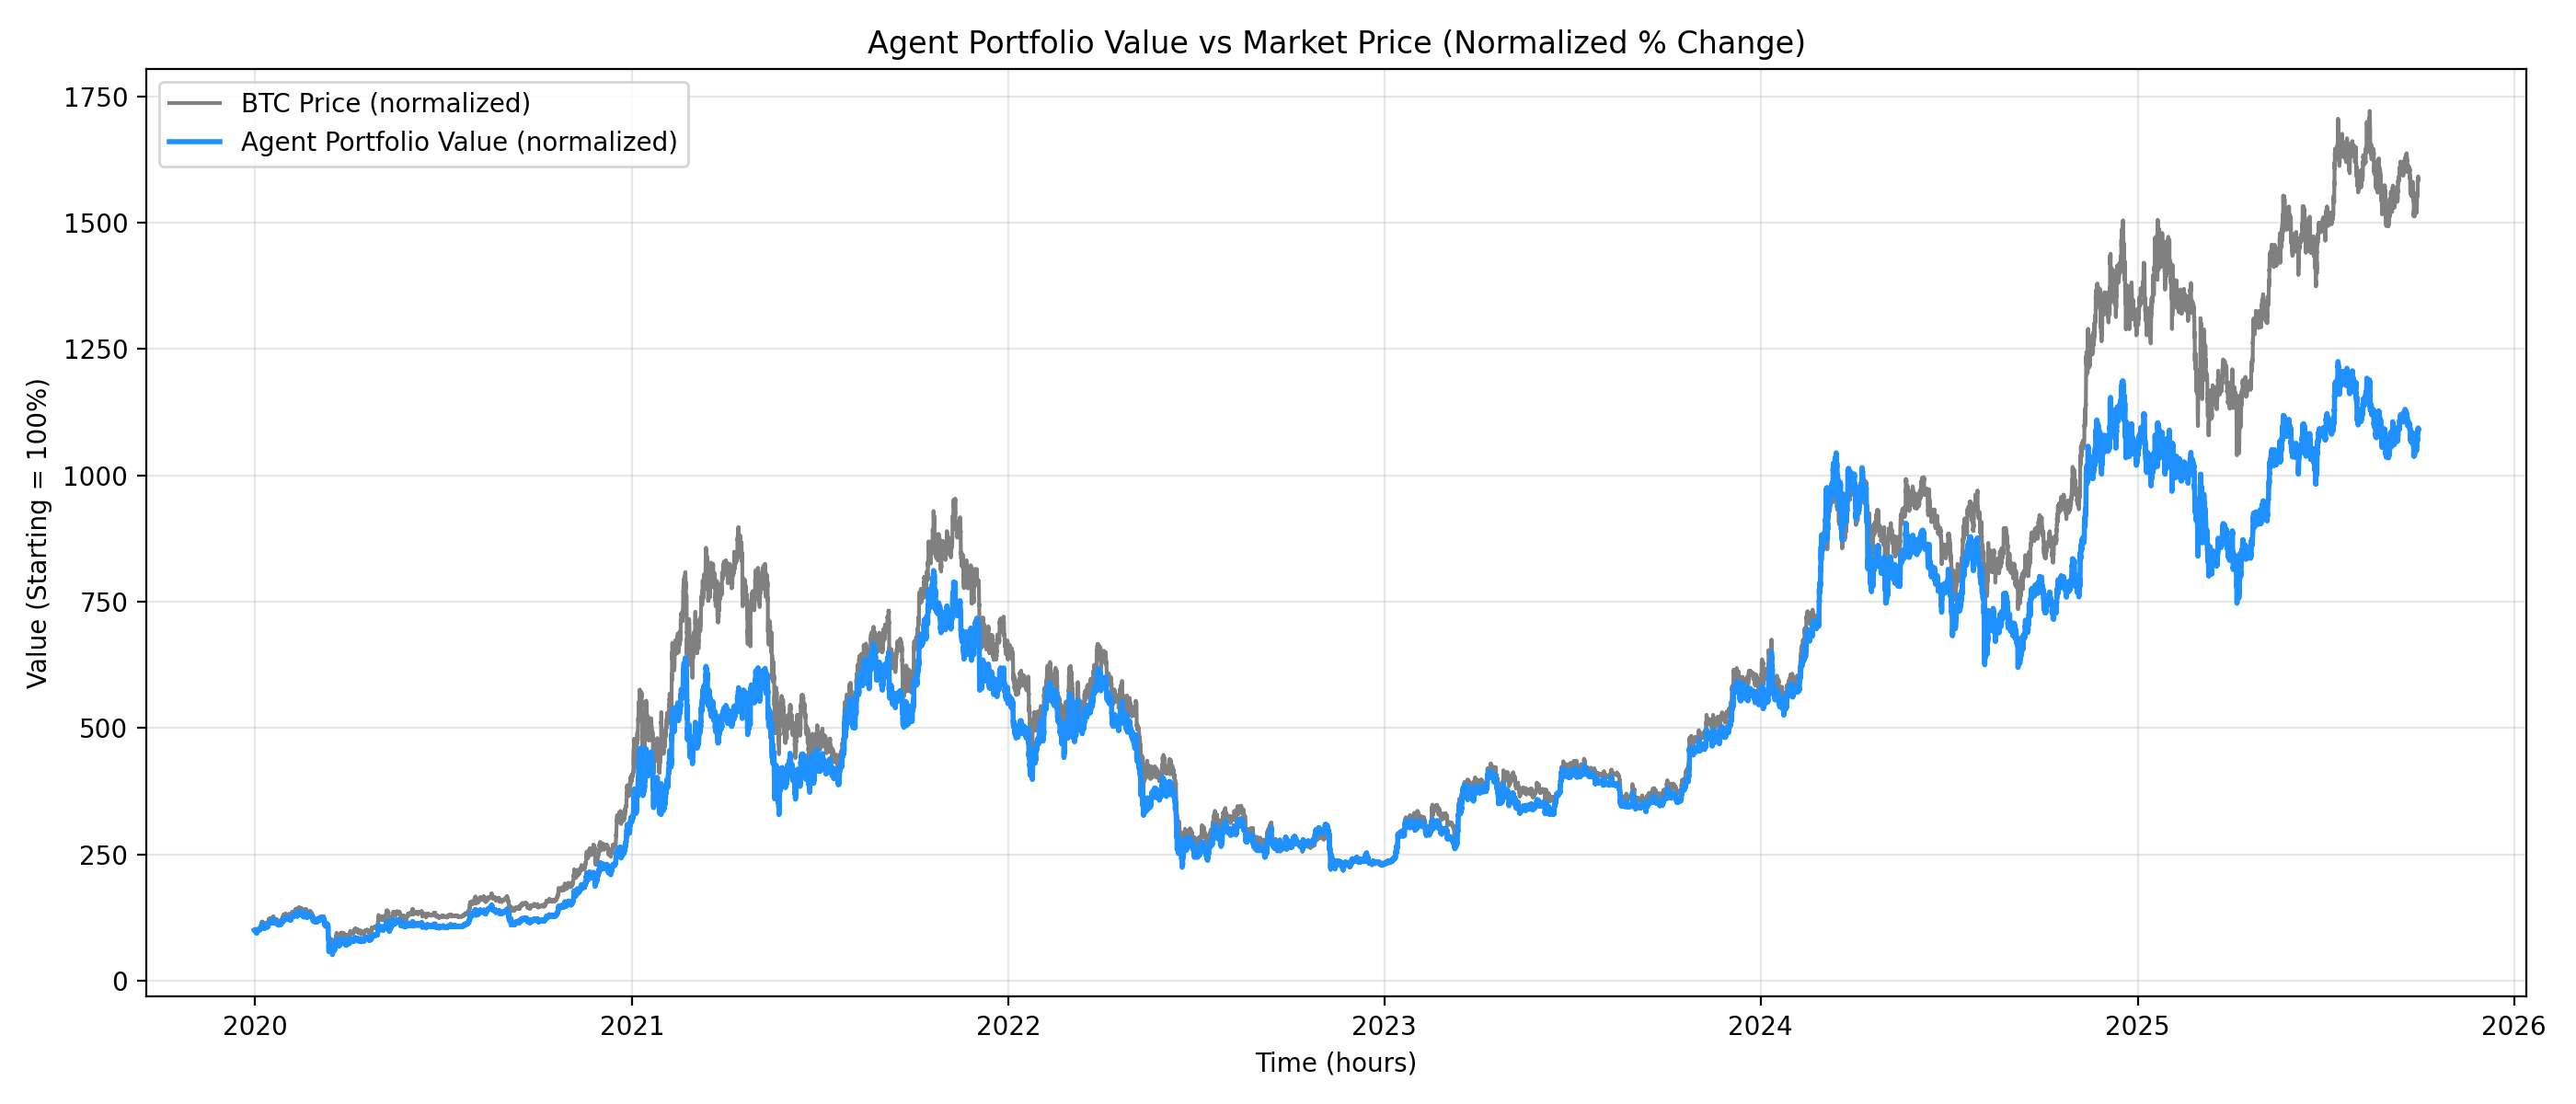 Agent Portfolio Value vs Market Price (Normalized % Change)
BTC Price (normalized)
Agent Portfolio Value (normalized)
Value (Starting = 100%)
1750
1500
1250
1000
750
500
250
0
2020 2021 2022 2023 2024 2025 2026
Time (hours)